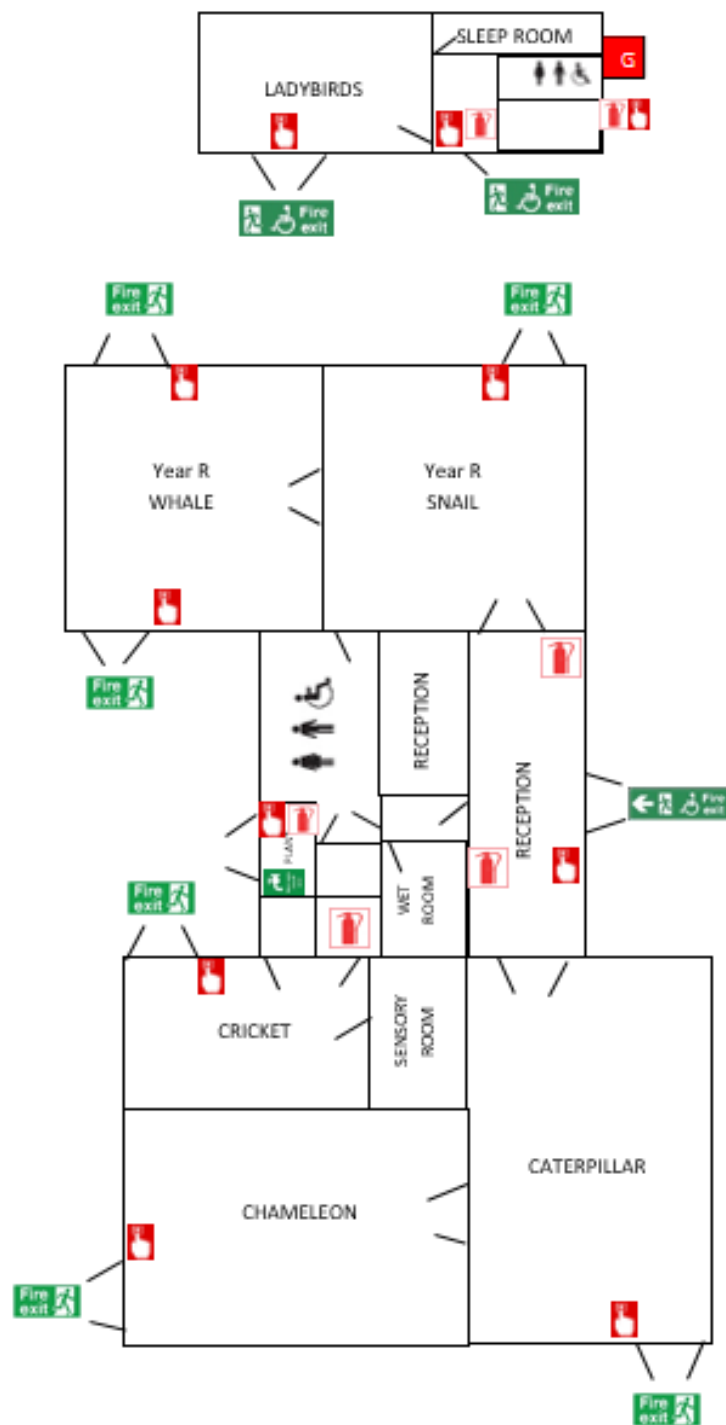 SLEEP ROOM
G
LADYBIRDS
Fire
exit
Fire
exit
Fire
exit
Fire
exit
Year R
WHALE
Year R
SNAIL
Fire
exit
RECEPTION
RECEPTION
Fire
exit
PLAN
WET
ROOM
Fire
exit
CRICKET
SENSORY
ROOM
CATERPILLAR
CHAMELEON
Fire
exit
Fire
exit